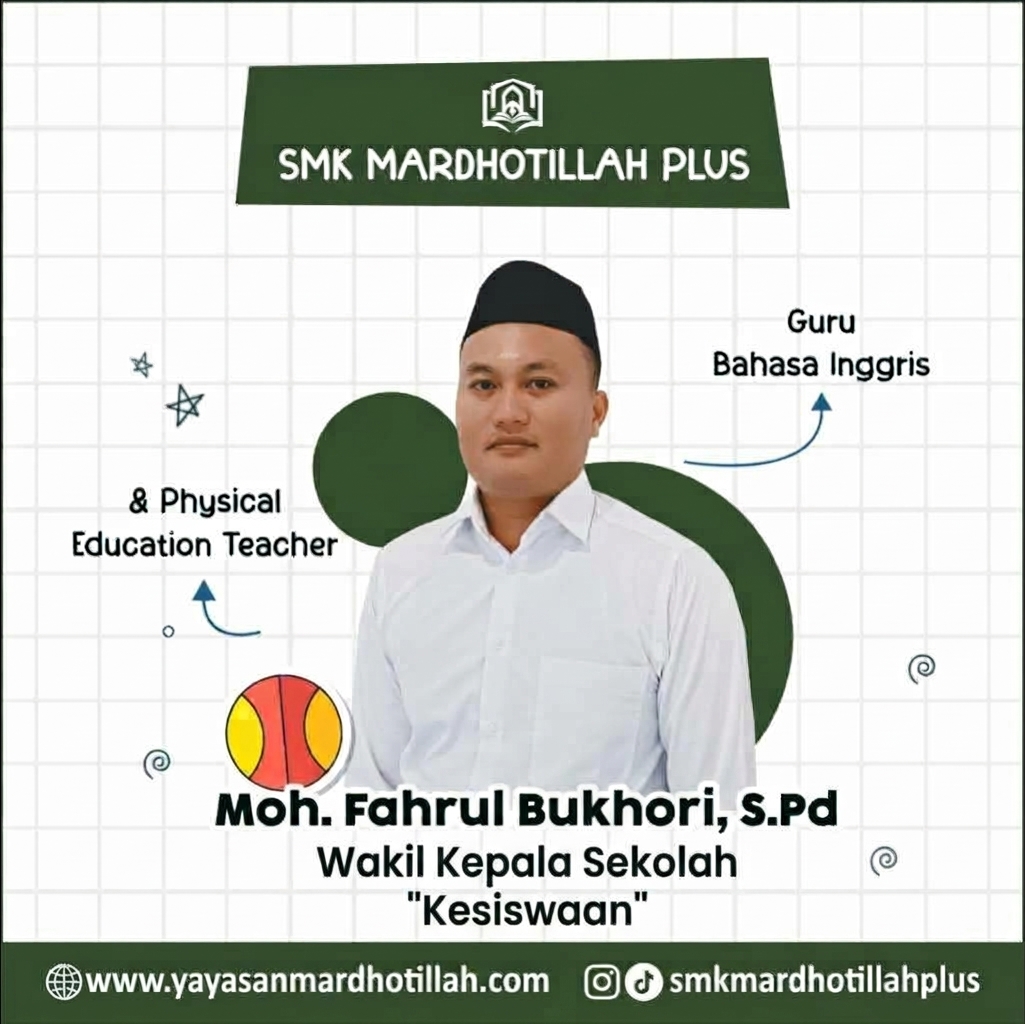 SMK MARDHOTILLAH PLUS
Guru
Bahasa Inggris
& Physical
Education Teacher
Moh. Fahrul Bukhori, S.Pd
Wakil Kepala Sekolah
"Kesiswaan"
www.yayasanmardhotillah.com smkmardhotillahplus